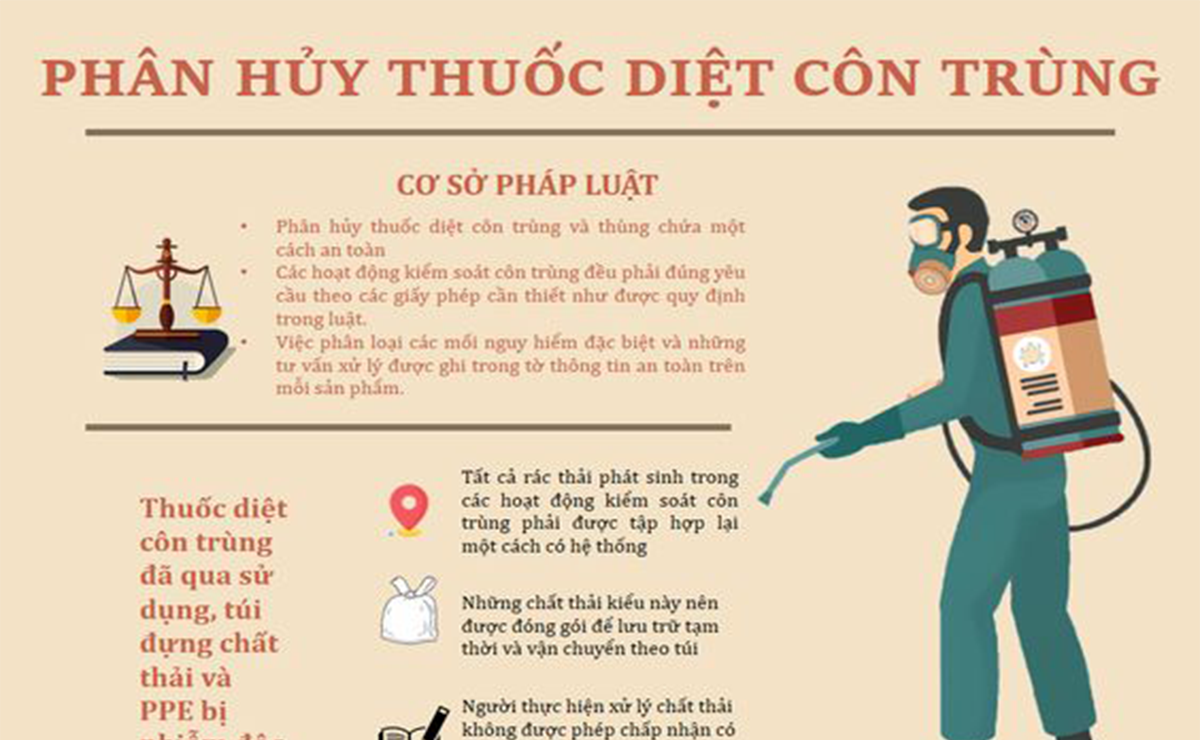 PHÂN HỦY THUỐC DIỆT CÔN TRÙNG
CƠ SỞ PHÁP LUẬT
• Phân hủy thuốc diệt côn trùng và thùng chứa một
cách an toàn
• Các hoạt động kiểm soát côn trùng đều phải đúng yêu
cầu theo các giấy phép cần thiết như được quy định
trong luật.
• Việc phân loại các mối nguy hiểm đặc biệt và những
tư vấn xử lý được ghi trong tờ thông tin an toàn trên
mỗi sản phẩm.
Thuốc diệt
côn trùng
đã qua sử
dụng, túi
đựng chất
thải và
PPE bị
Tất cả rác thải phát sinh trong
các hoạt động kiểm soát côn
trùng phải được tập hợp lại
một cách có hệ thống
Những chất thải kiểu này nên
được đóng gói để lưu trữ tạm
thời và vận chuyển theo túi
Người thực hiện xử lý chất thải
không được phép chấp nhận có